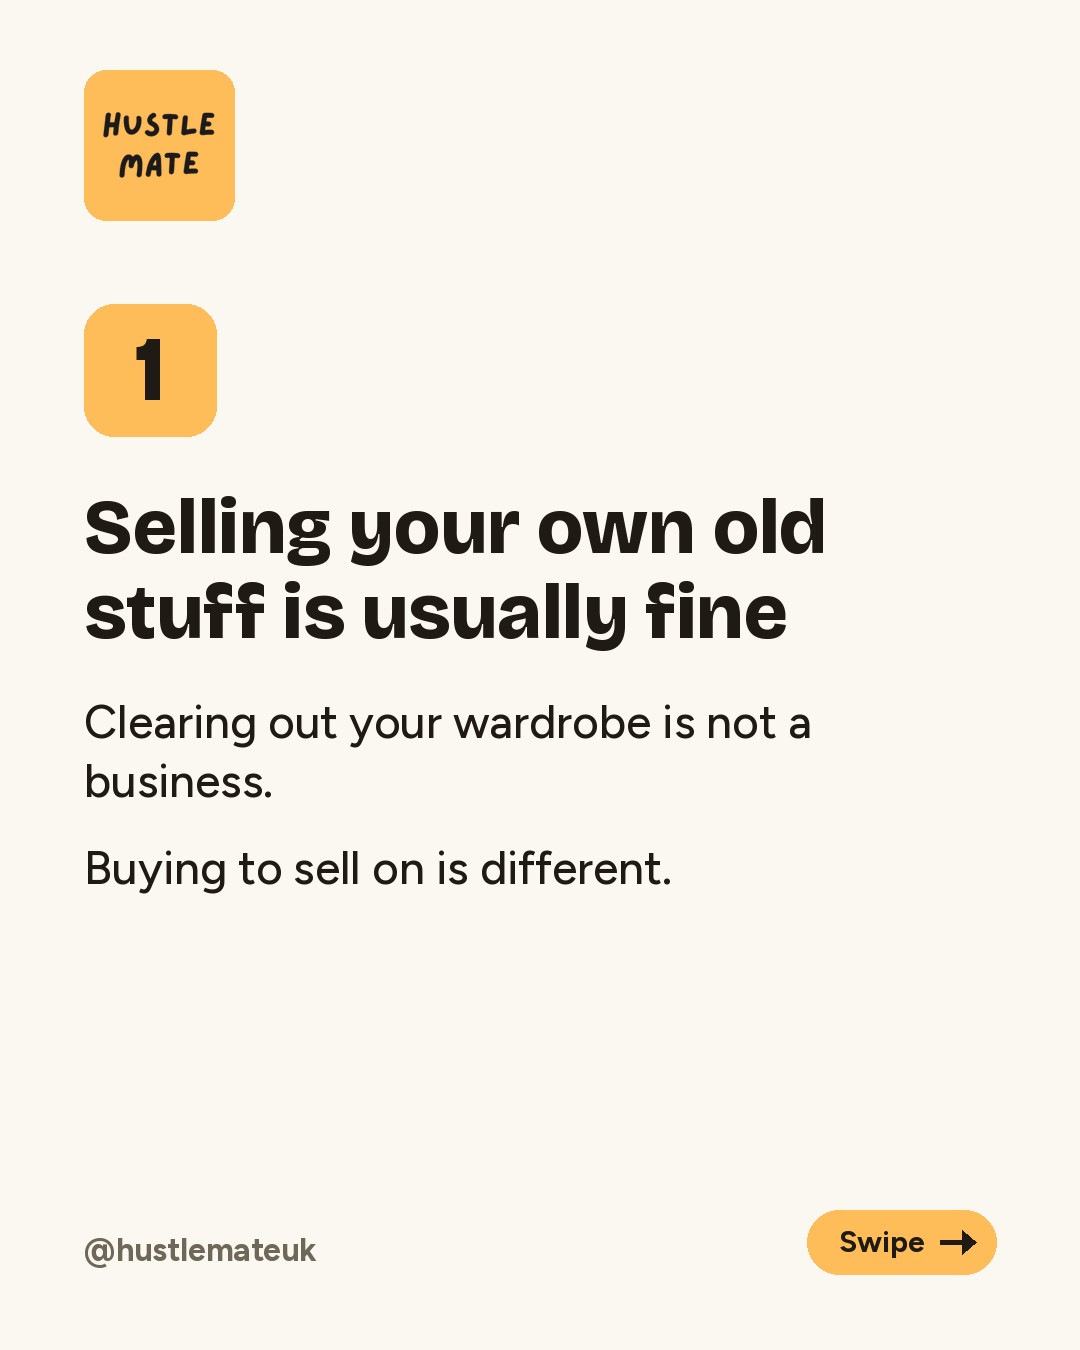 HUSTLE
MATE
1
Selling your own old
stuff is usually fine
Clearing out your wardrobe is not a
business.
Buying to sell on is different.
@hustlemateuk
Swipe